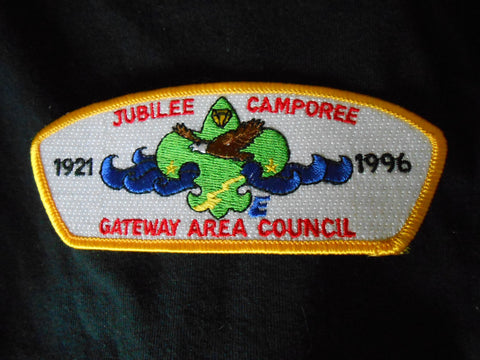 JUBILEE CAMPOREE
1921 1996
E
GATEWAY AREA COUNCIL